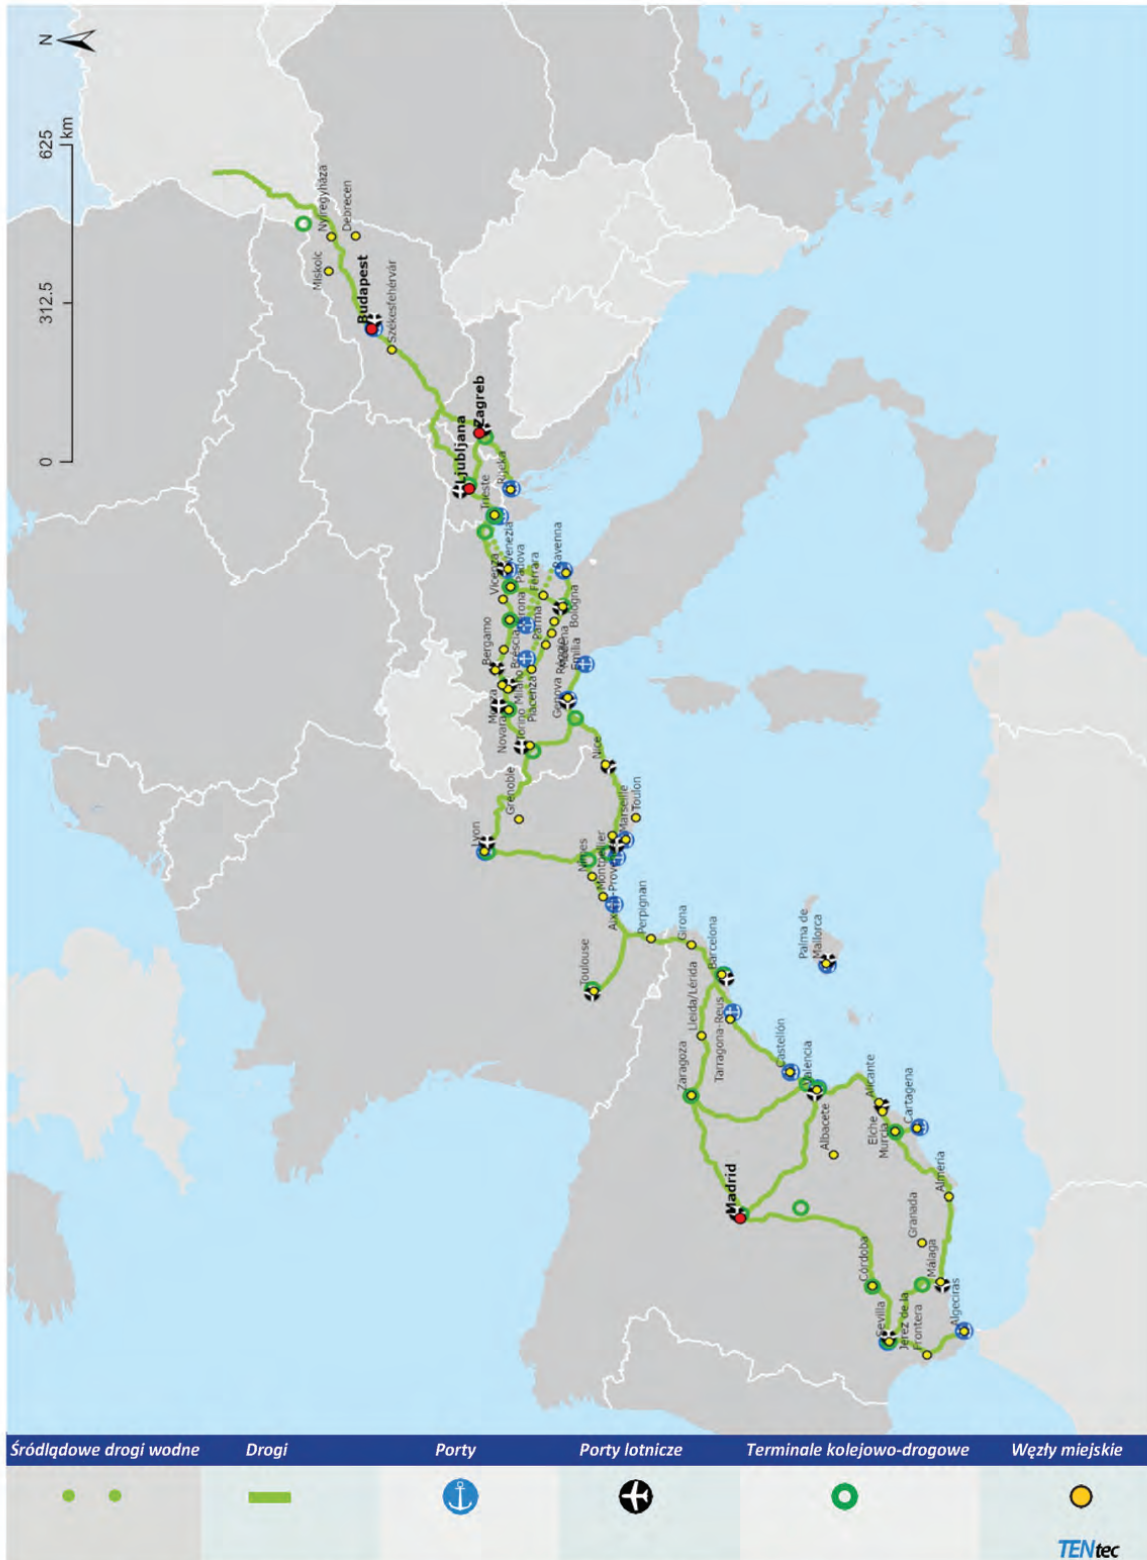 N
0
312.5
625
km
Miskolc
Nyíregyháza
Debrecen
Budapest
Székesfehérvár
Ljubljana
Zagreb
Rijeka
Trieste
Venezia
Padova
Vicenza
Ferrara
Ravenna
Verona
Parma
Bologna
Bergamo
Brescia
Modena
Reggio
Emilia
Milano
Monza
Novara
Torino
Piacenza
Genova
Grenoble
Lyon
Nice
Toulon
Marseille
Nîmes
Montpellier
Perpignan
Girona
Toulouse
Barcelona
Lleida/Lérida
Tarragona-Reus
Palma de
Mallorca
Zaragoza
Castellón
Valencia
Albacete
Alicante
Elche
Murcia
Cartagena
Madrid
Almería
Granada
Málaga
Córdoba
Sevilla
Jerez de la
Frontera
Algeciras
Śródlądowe drogi wodne
Drogi
Porty
Porty lotnicze
Terminale kolejowo-drogowe
Węzły miejskie
TENtec